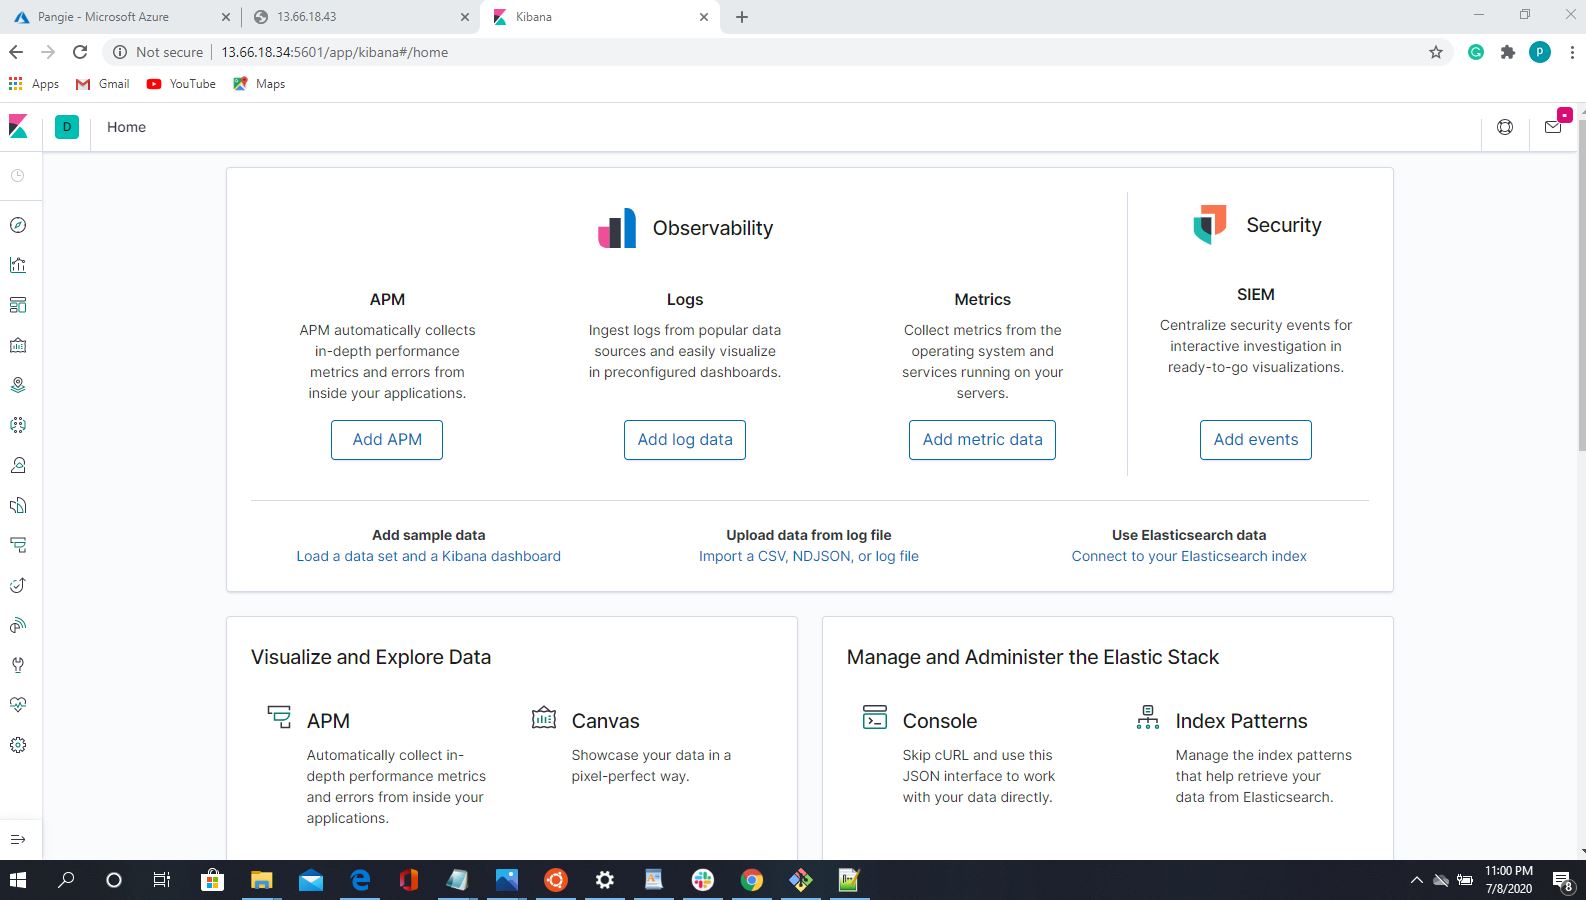 Pangie - Microsoft Azure
13.66.18.43
Kibana
Not secure
13.66.18.34:5601/app/kibana#/home
P
Apps
Gmail
YouTube
Maps
D
Home
Observability
Security
APM
APM automatically collects
in-depth performance
metrics and errors from
inside your applications.
Add APM
Logs
Ingest logs from popular data
sources and easily visualize
in preconfigured dashboards.
Add log data
Metrics
Collect metrics from the
operating system and
services running on your
servers.
Add metric data
SIEM
Centralize security events for
interactive investigation in
ready-to-go visualizations.
Add events
Add sample data
Load a data set and a Kibana dashboard
Upload data from log file
Import a CSV, NDJSON, or log file
Use Elasticsearch data
Connect to your Elasticsearch index
Visualize and Explore Data
APM
Automatically collect in-
depth performance metrics
and errors from inside your
applications.
Canvas
Showcase your data in a
pixel-perfect way.
Manage and Administer the Elastic Stack
Console
Skip cURL and use this
JSON interface to work
with your data directly.
Index Patterns
Manage the index patterns
that help retrieve your
data from Elasticsearch.
11:00 PM
7/8/2020
8